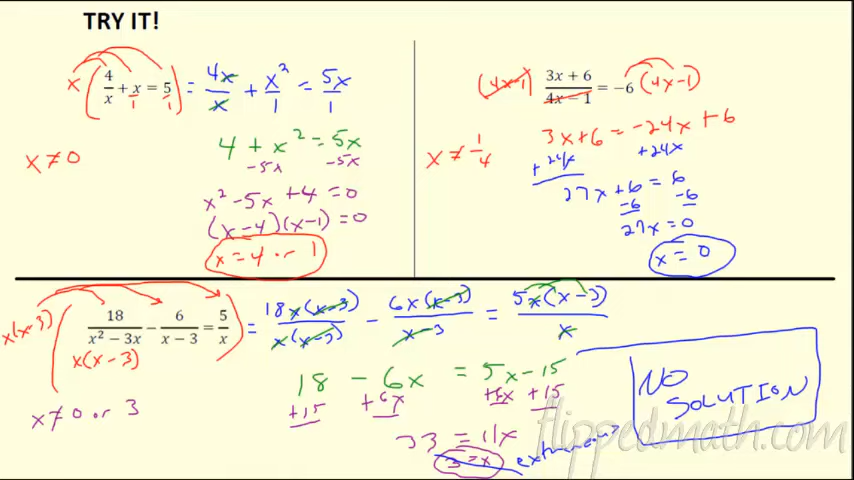 TRY IT!
x ( 4/x + x/1 = 5/1 ) = 4x/x + x²/1 = 5x/1
4 + x² = 5x
-5x -5x
x ≠ 0
x² - 5x + 4 = 0
(x-4)(x-1) = 0
x = 4 or 1
(4x-1) (3x + 6)/(4x - 1) = -6 (4x-1)
3x+6 = -24x + 6
+24x +24x
x ≠ 1/4
27x + 6 = 6
-6 -6
27x = 0
x = 0
x(x-3) ( 18/(x² - 3x) - 6/(x - 3) = 5/x ) = 18x(x-3)/x(x-3) - 6x(x-3)/(x-3) = 5x(x-3)/x
x(x-3)
18 - 6x = 5x - 15
+15 +6x +6x +15
x ≠ 0 or 3
33 = 11x
3 = x extraneous
NO
SOLUTION
flippedmath.com